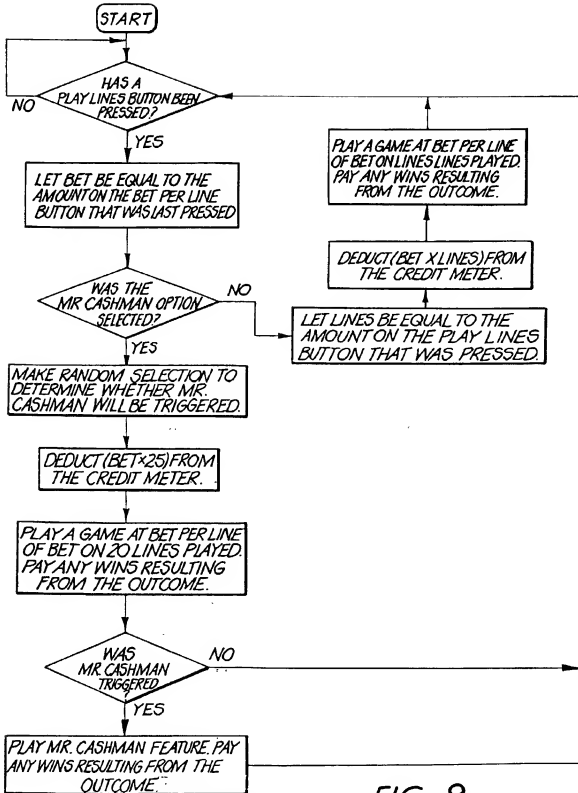 START
HAS A
PLAY LINES BUTTON BEEN
PRESSED?
NO
YES
LET BET BE EQUAL TO THE
AMOUNT ON THE BET PER LINE
BUTTON THAT WAS LAST PRESSED
WAS THE
MR CASHMAN OPTION
SELECTED?
NO
YES
LET LINES BE EQUAL TO THE
AMOUNT ON THE PLAY LINES
BUTTON THAT WAS PRESSED.
DEDUCT (BET X LINES) FROM
THE CREDIT METER.
PLAY A GAME AT BET PER LINE
OF BET ON LINES LINES PLAYED.
PAY ANY WINS RESULTING
FROM THE OUTCOME.
MAKE RANDOM SELECTION TO
DETERMINE WHETHER MR.
CASHMAN WILL BE TRIGGERED.
DEDUCT (BET×25) FROM
THE CREDIT METER.
PLAY A GAME AT BET PER LINE
OF BET ON 20 LINES PLAYED.
PAY ANY WINS RESULTING
FROM THE OUTCOME.
WAS
MR. CASHMAN
TRIGGERED
?
NO
YES
PLAY MR. CASHMAN FEATURE. PAY
ANY WINS RESULTING FROM THE
OUTCOME.